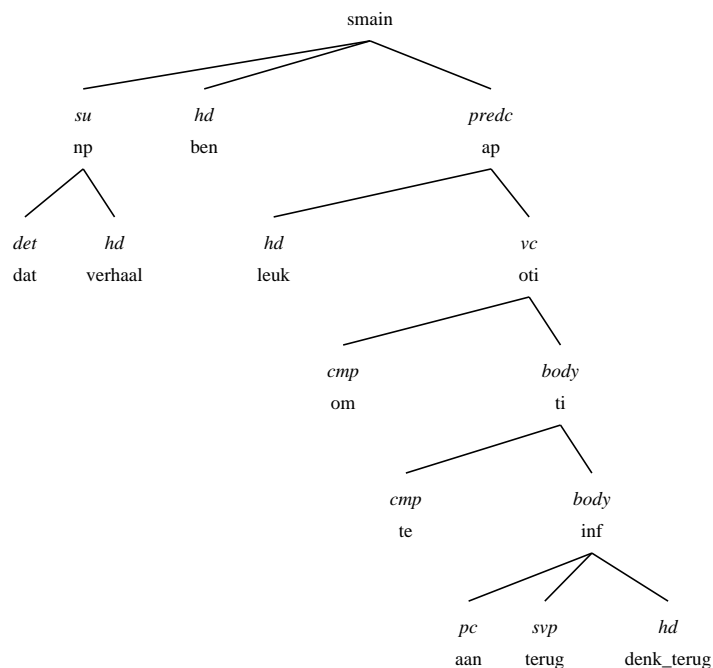 smain
su hd predc
np ben ap
det hd hd vc
dat verhaal leuk oti
cmp body
om ti
cmp body
te inf
pc svp hd
aan terug denk_terug